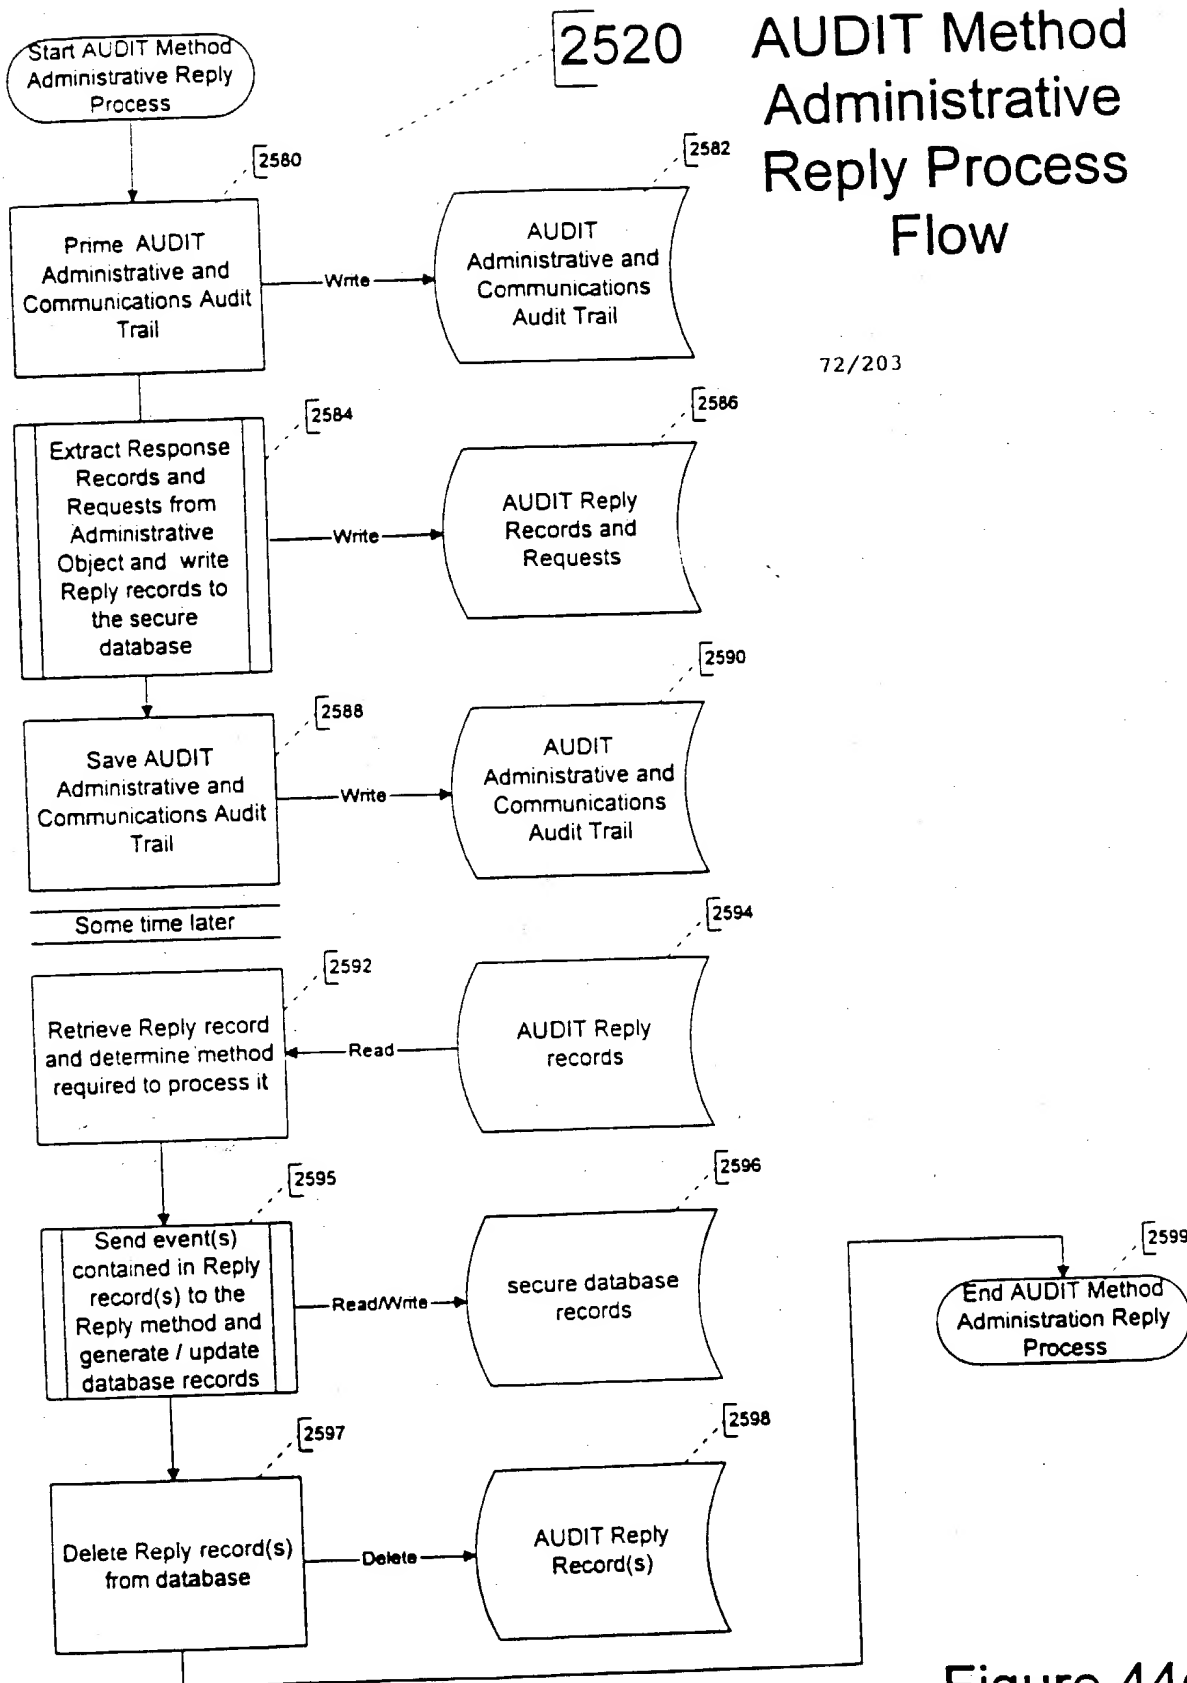 2520
AUDIT Method
Administrative
Reply Process
Flow
72/203
Start AUDIT Method
Administrative Reply
Process
2580
Prime AUDIT
Administrative and
Communications Audit
Trail
Write
2582
AUDIT
Administrative and
Communications
Audit Trail
2584
Extract Response
Records and
Requests from
Administrative
Object and write
Reply records to
the secure
database
Write
2586
AUDIT Reply
Records and
Requests
2588
Save AUDIT
Administrative and
Communications Audit
Trail
Write
2590
AUDIT
Administrative and
Communications
Audit Trail
Some time later
2592
Retrieve Reply record
and determine method
required to process it
Read
2594
AUDIT Reply
records
2595
Send event(s)
contained in Reply
record(s) to the
Reply method and
generate / update
database records
Read/Write
2596
secure database
records
2597
Delete Reply record(s)
from database
Delete
2598
AUDIT Reply
Record(s)
2599
End AUDIT Method
Administration Reply
Process
Figure